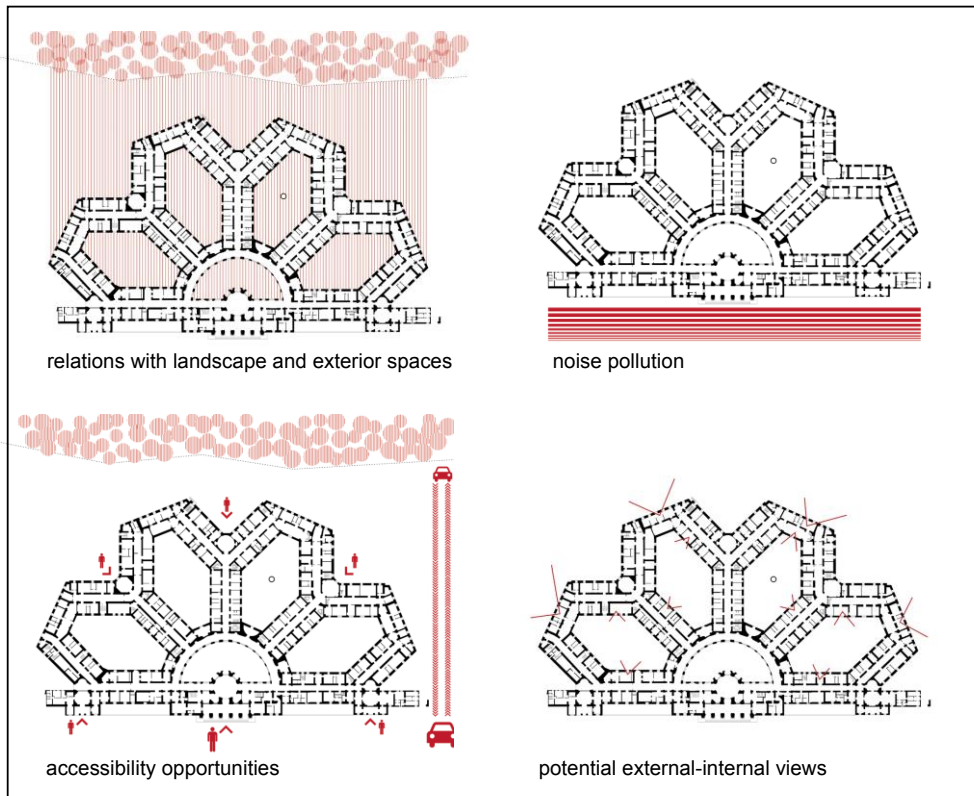 relations with landscape and exterior spaces
noise pollution
accessibility opportunities
potential external-internal views